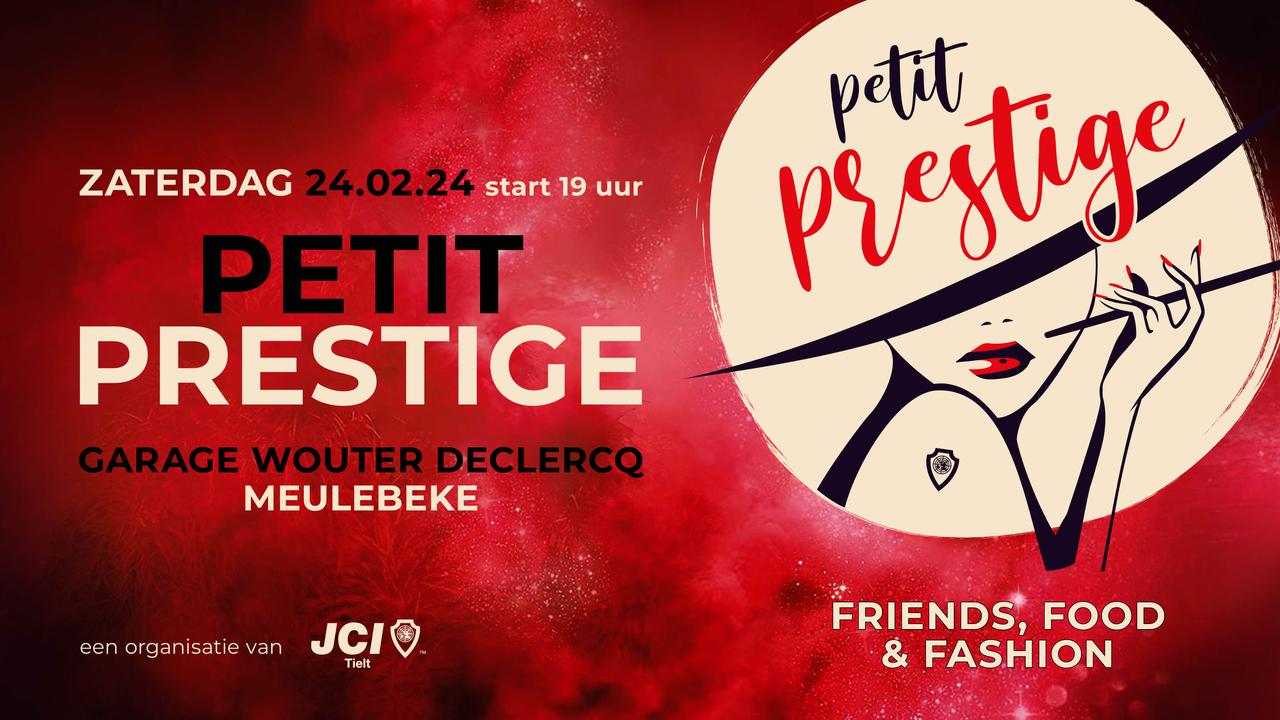 ZATERDAG 24.02.24 start 19 uur
PETIT
PRESTIGE
GARAGE WOUTER DECLERCQ
MEULEBEKE
een organisatie van JCI TM
Tielt
petit
prestige
FRIENDS, FOOD
& FASHION